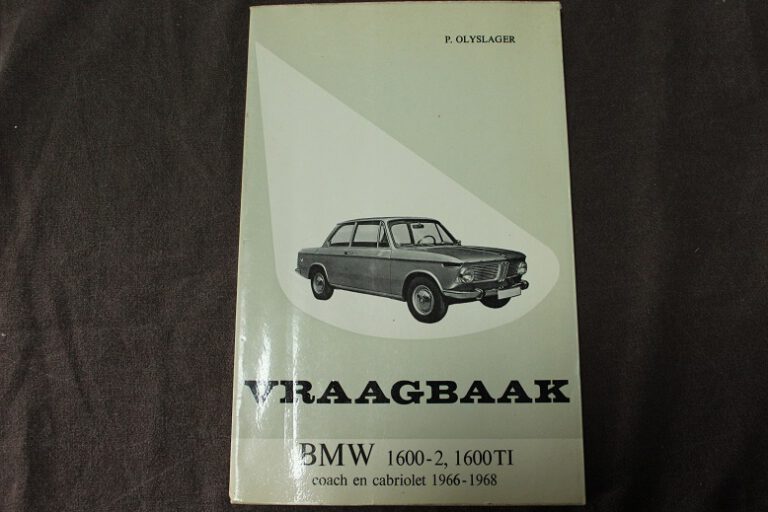 P. OLYSLAGER
VRAAGBAAK
BMW 1600-2, 1600TI
coach en cabriolet 1966-1968